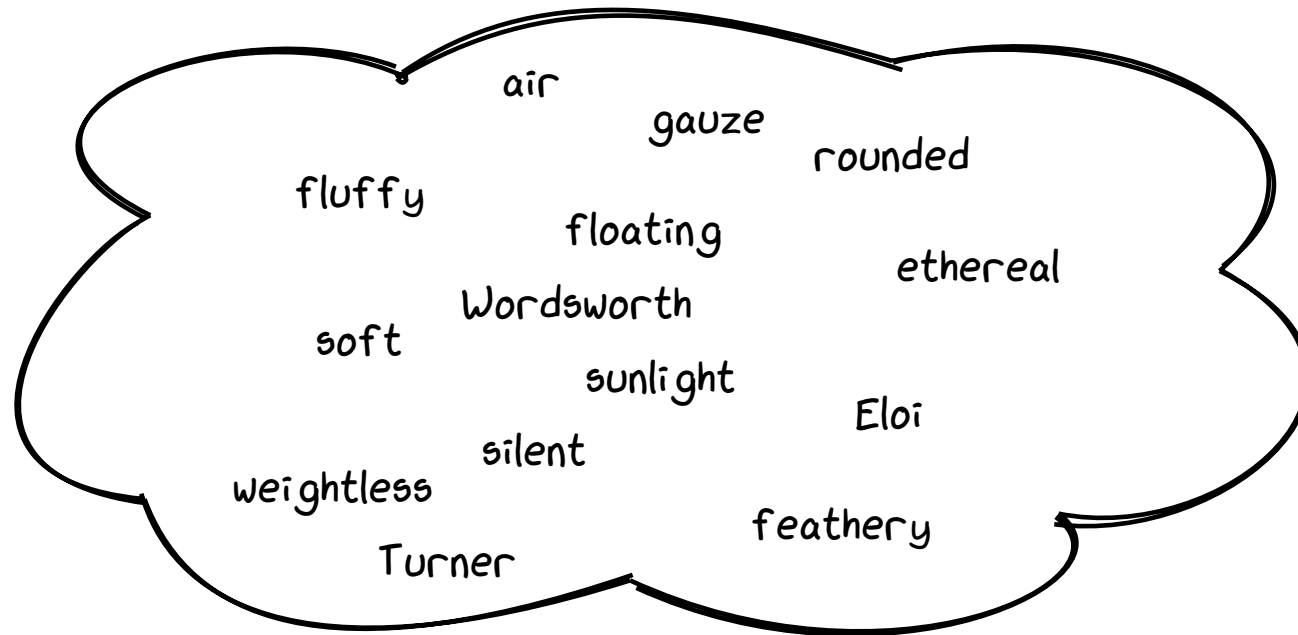 air
gauze
rounded
fluffy
floating
ethereal
Wordsworth
soft
sunlight
Eloi
silent
weightless
feathery
Turner